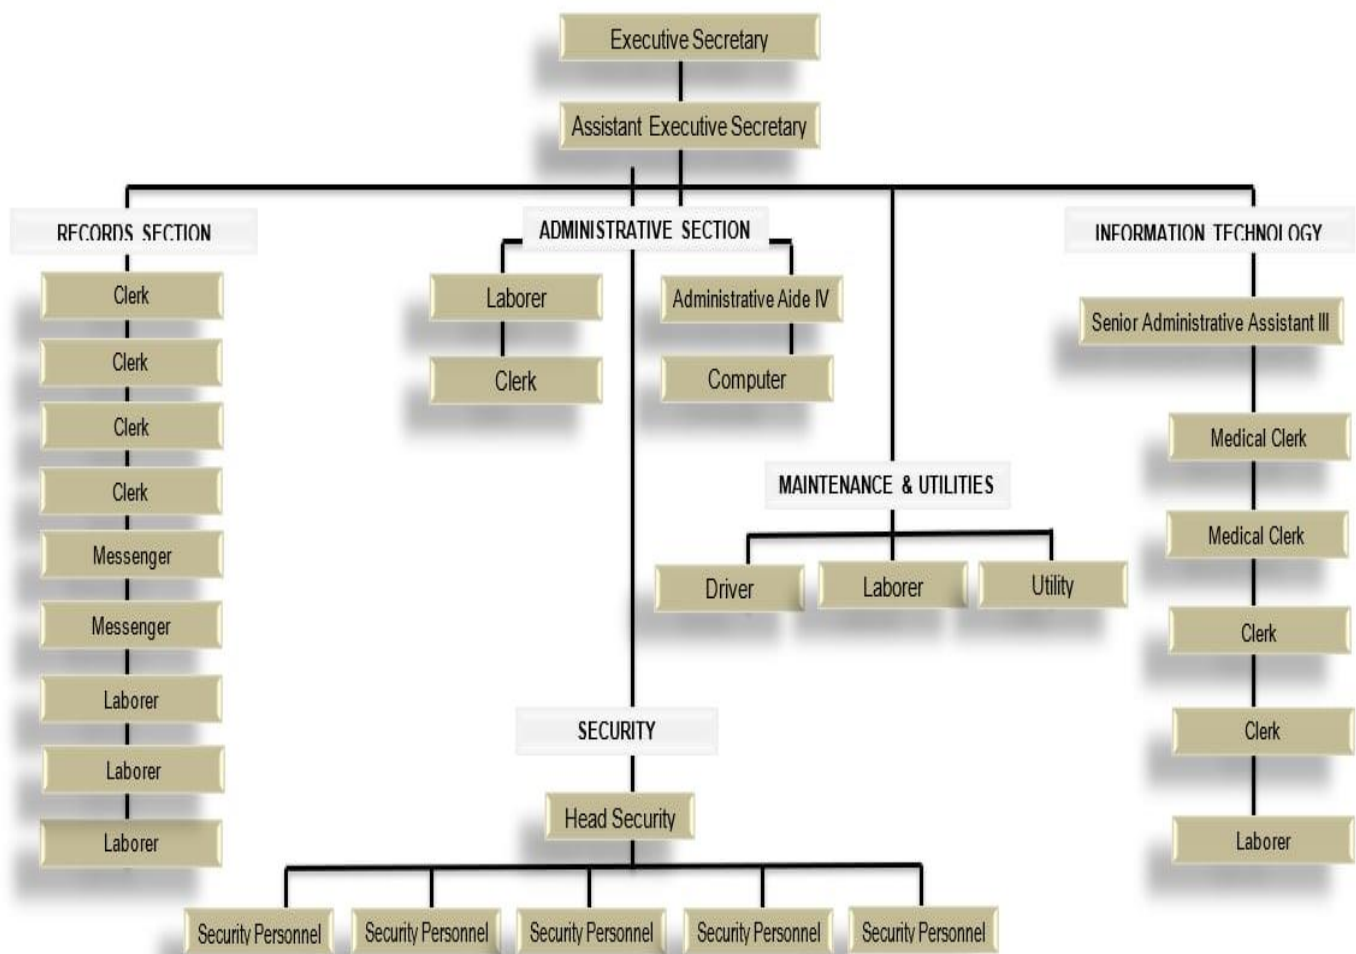 Executive Secretary
Assistant Executive Secretary
RECORDS SECTION
Clerk
Clerk
Clerk
Clerk
Messenger
Messenger
Laborer
Laborer
Laborer
ADMINISTRATIVE SECTION
Laborer
Clerk
Administrative Aide IV
Computer
SECURITY
Head Security
Security Personnel
Security Personnel
Security Personnel
Security Personnel
Security Personnel
MAINTENANCE & UTILITIES
Driver
Laborer
Utility
INFORMATION TECHNOLOGY
Senior Administrative Assistant III
Medical Clerk
Medical Clerk
Clerk
Clerk
Laborer